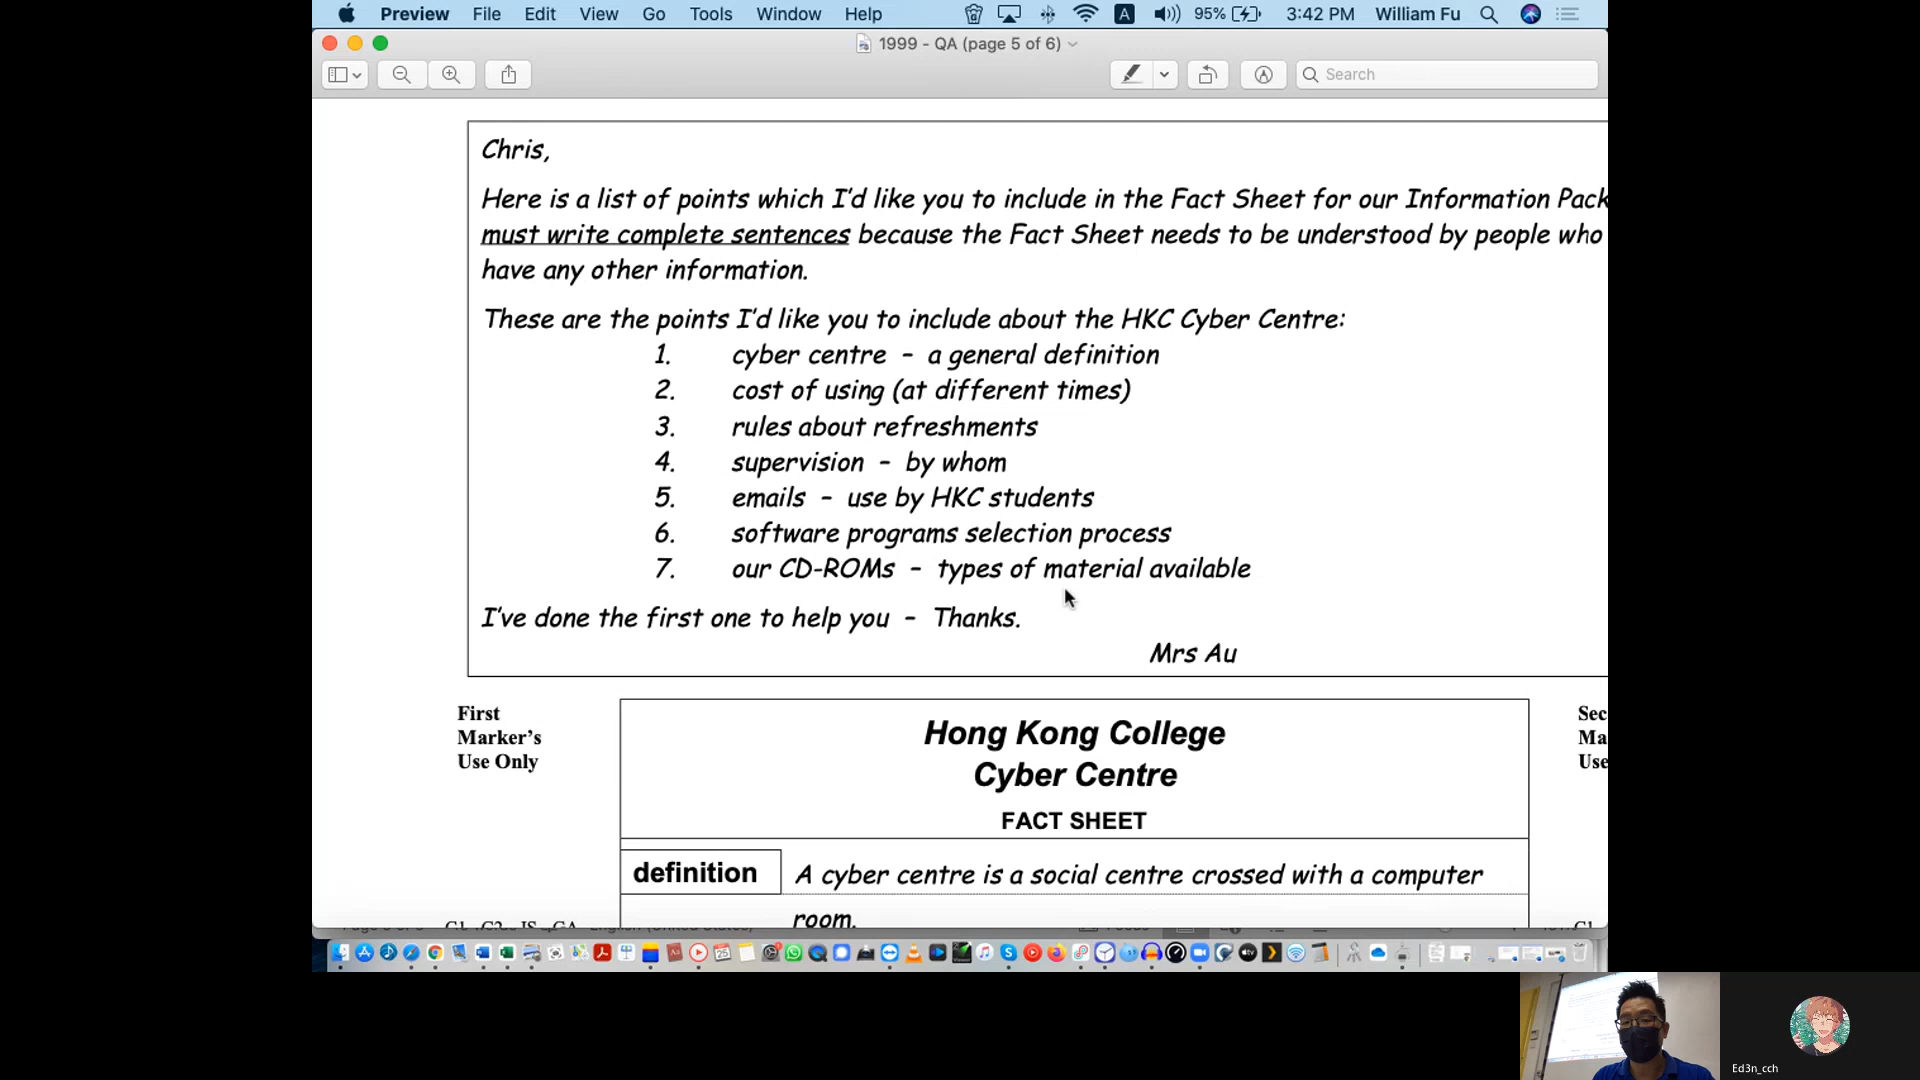 Preview File Edit View Go Tools Window Help A 95% 3:42 PM William Fu
1999 - QA (page 5 of 6)
Search
Chris,
Here is a list of points which I'd like you to include in the Fact Sheet for our Information Pack
must write complete sentences because the Fact Sheet needs to be understood by people who
have any other information.
These are the points I'd like you to include about the HKC Cyber Centre:
1. cyber centre – a general definition
2. cost of using (at different times)
3. rules about refreshments
4. supervision – by whom
5. emails – use by HKC students
6. software programs selection process
7. our CD-ROMs – types of material available
I've done the first one to help you – Thanks.
Mrs Au
First
Marker's
Use Only
Hong Kong College
Cyber Centre
FACT SHEET
Sec
Ma
Use
definition A cyber centre is a social centre crossed with a computer
room.
Ed3n_cch